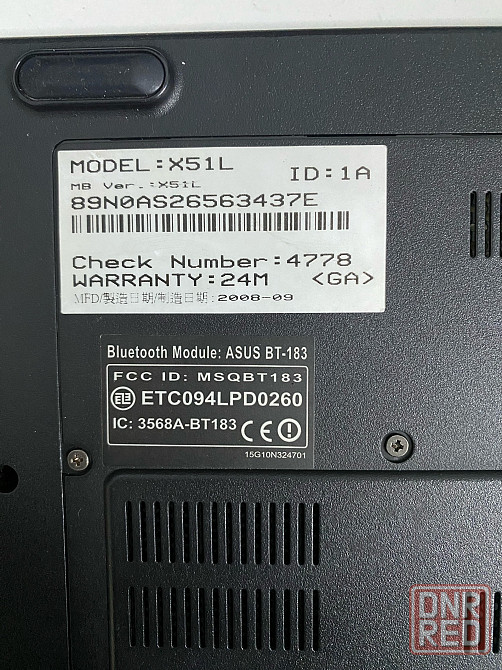 MODEL:X51L
ID:1A
MB Ver.:X51L
89N0AS26563437E
Check Number:4778
WARRANTY:24M <GA>
MFD/製造日期/制造日期:2008-09
Bluetooth Module: ASUS BT-183
FCC ID: MSQBT183
ETC094LPD0260
IC: 3568A-BT183
CE
15G10N324701
DNR
RED